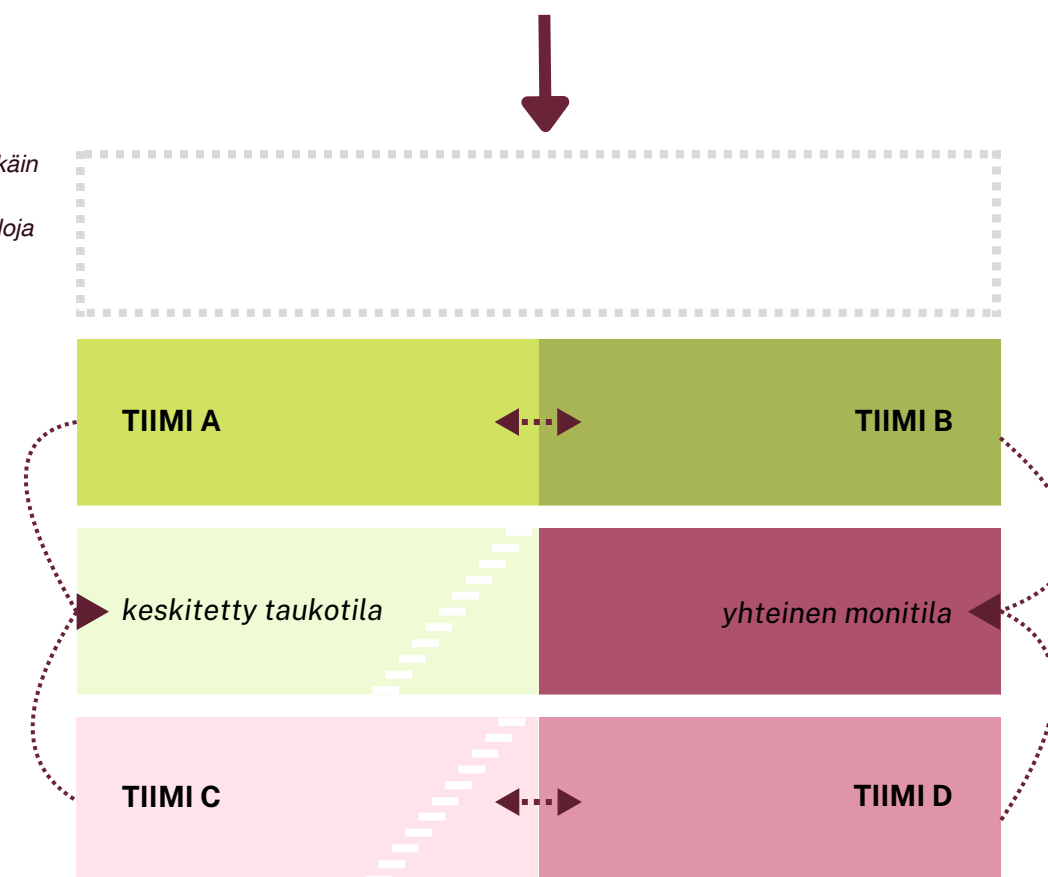 TIIMI A
TIIMI B
keskitetty taukotila
yhteinen monitila
TIIMI C
TIIMI D